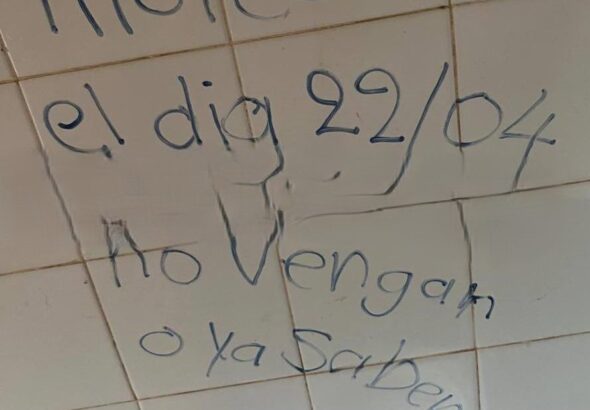 el dia 22/04
no vengan
o ya saben